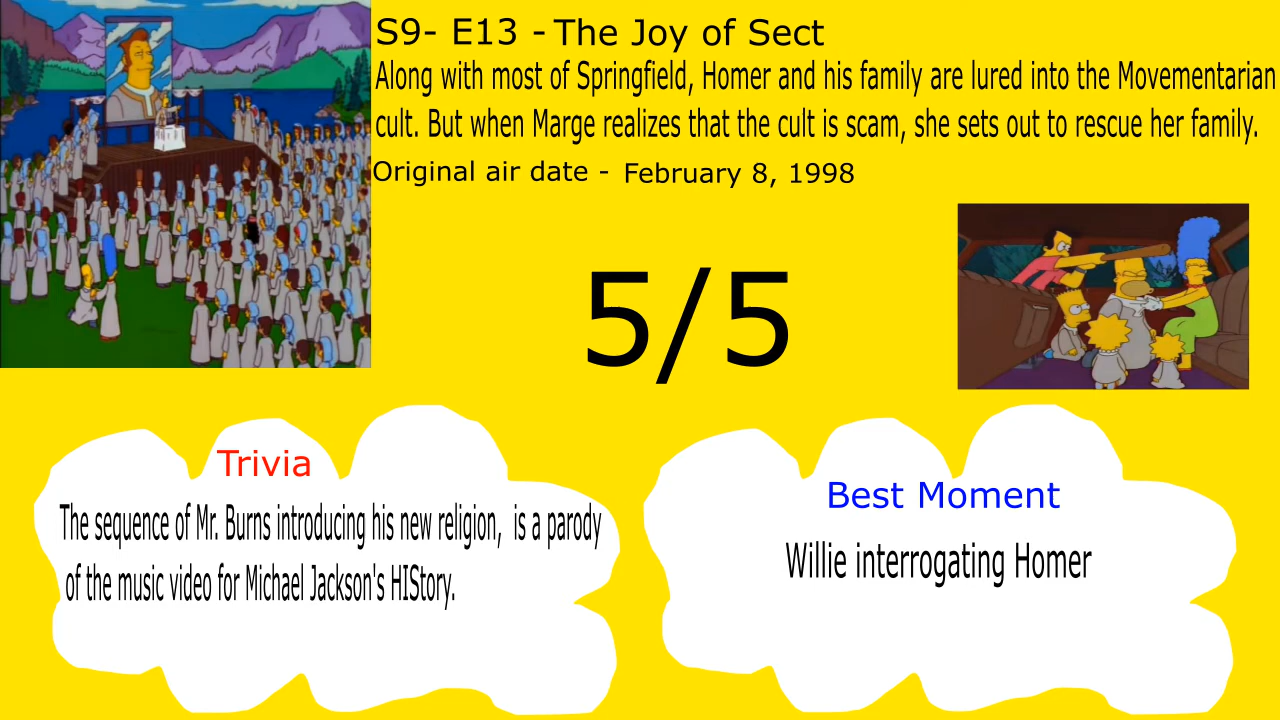 S9- E13 - The Joy of Sect
Along with most of Springfield, Homer and his family are lured into the Movementarian
cult. But when Marge realizes that the cult is scam, she sets out to rescue her family.
Original air date - February 8, 1998
5/5
Trivia
The sequence of Mr. Burns introducing his new religion, is a parody
of the music video for Michael Jackson's HIStory.
Best Moment
Willie interrogating Homer